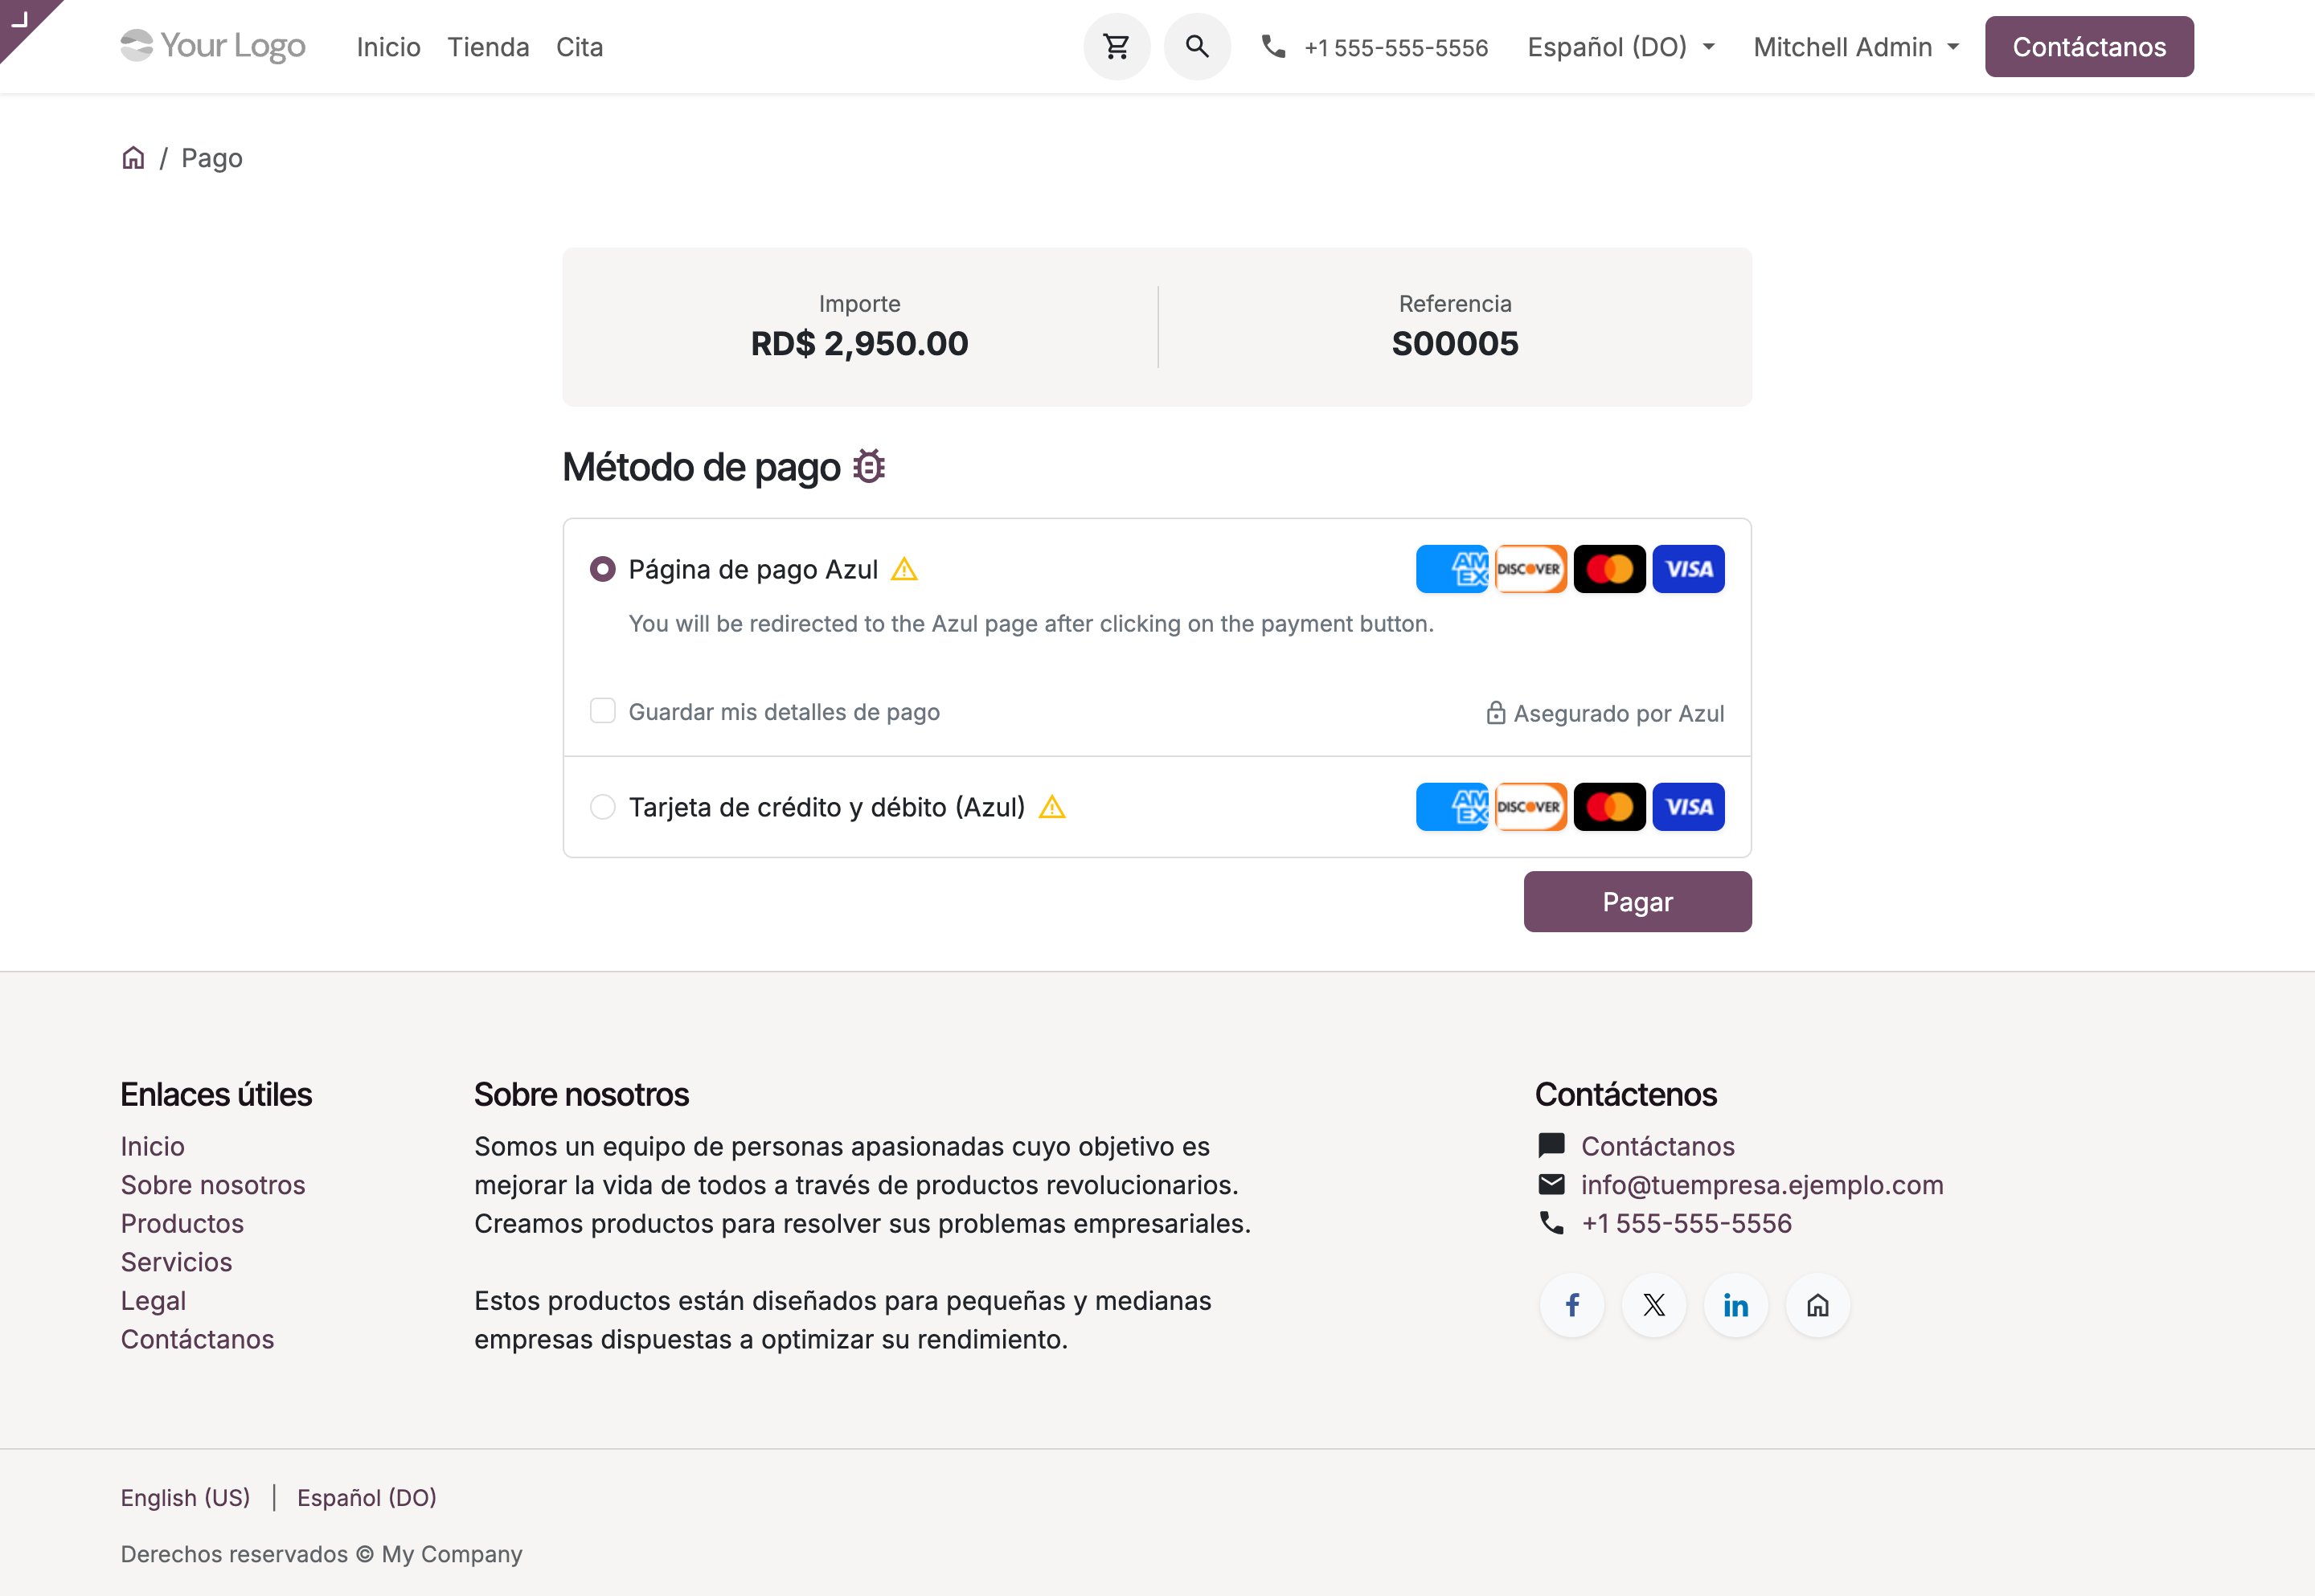 Your Logo
Inicio Tienda Cita
+1 555-555-5556
Español (DO)
Mitchell Admin
Contáctanos
/ Pago
Importe
RD$ 2,950.00
Referencia
S00005
Método de pago
Página de pago Azul
AMEX DISCOVER VISA
You will be redirected to the Azul page after clicking on the payment button.
Guardar mis detalles de pago
Asegurado por Azul
Tarjeta de crédito y débito (Azul)
AMEX DISCOVER VISA
Pagar
Enlaces útiles
Inicio
Sobre nosotros
Productos
Servicios
Legal
Contáctanos
Sobre nosotros
Somos un equipo de personas apasionadas cuyo objetivo es
mejorar la vida de todos a través de productos revolucionarios.
Creamos productos para resolver sus problemas empresariales.
Estos productos están diseñados para pequeñas y medianas
empresas dispuestas a optimizar su rendimiento.
Contáctenos
Contáctanos
info@tuempresa.ejemplo.com
+1 555-555-5556
English (US) | Español (DO)
Derechos reservados © My Company